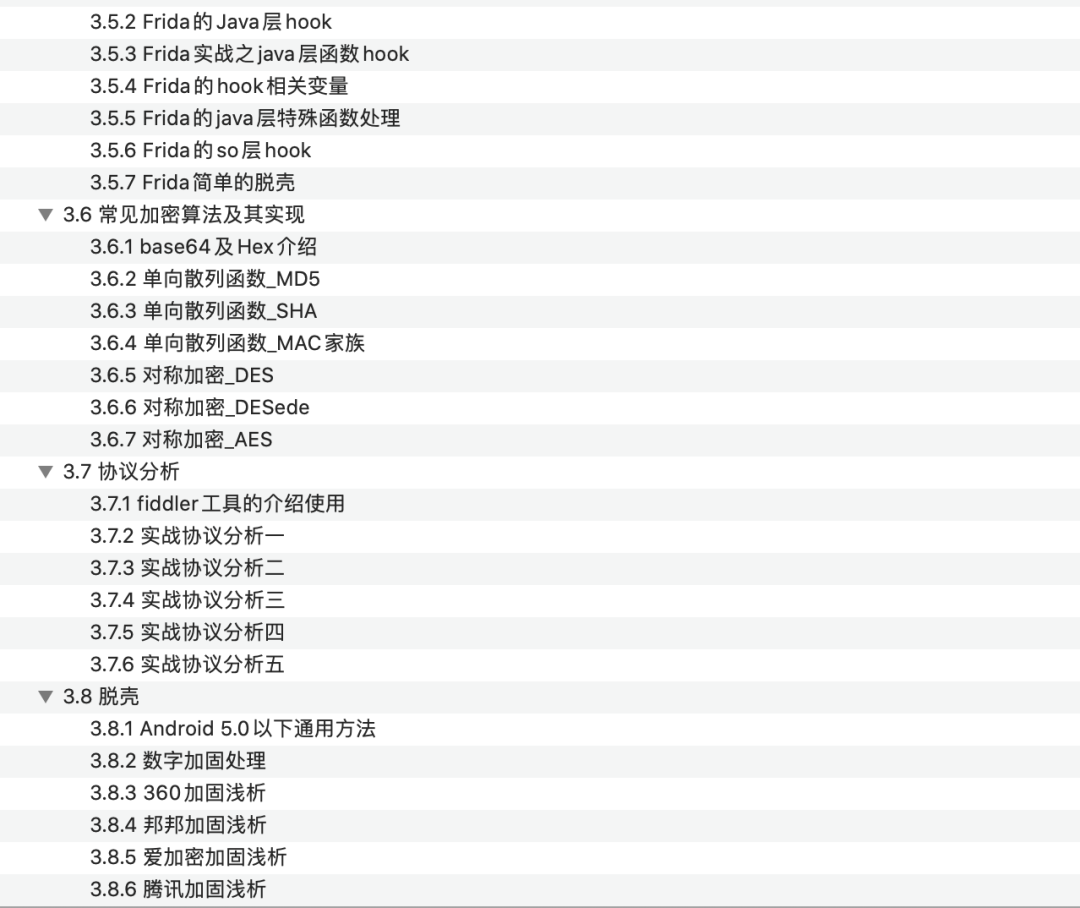 3.5.2 Frida的Java层hook
3.5.3 Frida实战之java层函数hook
3.5.4 Frida的hook相关变量
3.5.5 Frida的java层特殊函数处理
3.5.6 Frida的so层hook
3.5.7 Frida简单的脱壳
3.6 常见加密算法及其实现
3.6.1 base64及Hex介绍
3.6.2 单向散列函数_MD5
3.6.3 单向散列函数_SHA
3.6.4 单向散列函数_MAC家族
3.6.5 对称加密_DES
3.6.6 对称加密_DESede
3.6.7 对称加密_AES
3.7 协议分析
3.7.1 fiddler工具的介绍使用
3.7.2 实战协议分析一
3.7.3 实战协议分析二
3.7.4 实战协议分析三
3.7.5 实战协议分析四
3.7.6 实战协议分析五
3.8 脱壳
3.8.1 Android 5.0以下通用方法
3.8.2 数字加固处理
3.8.3 360加固浅析
3.8.4 邦邦加固浅析
3.8.5 爱加密加固浅析
3.8.6 腾讯加固浅析